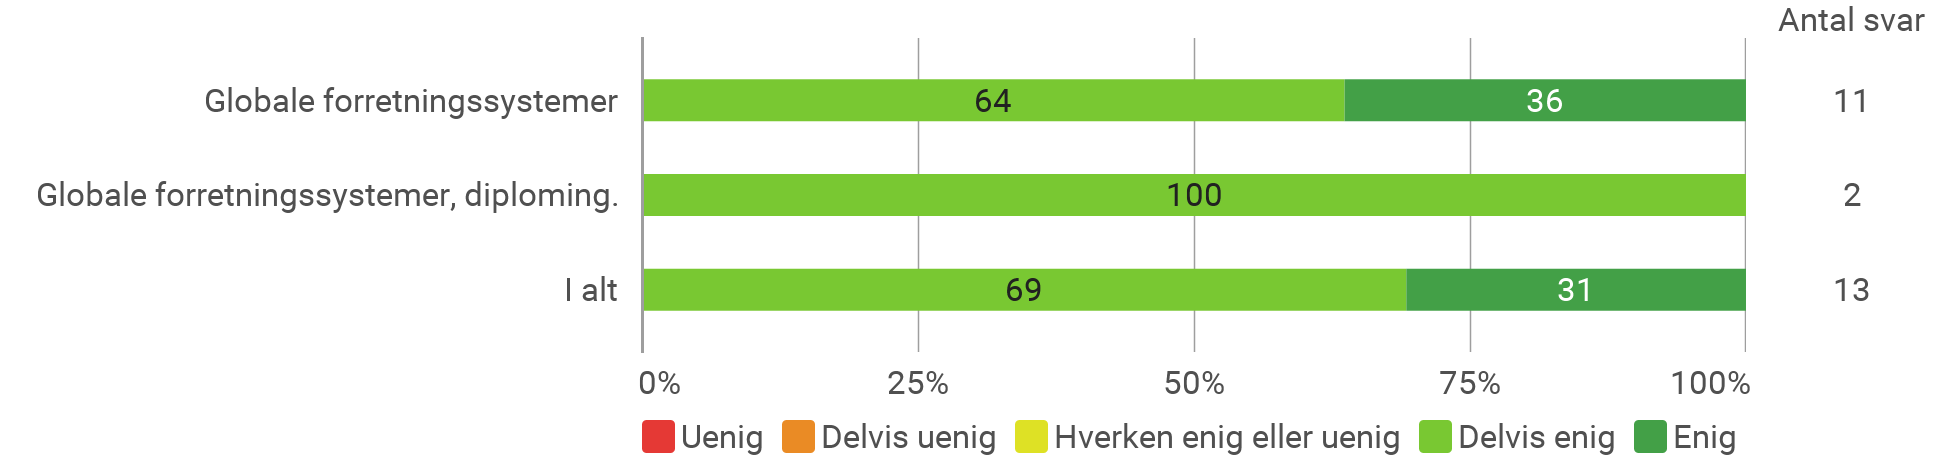 Antal svar
Globale forretningssystemer 64 36 11
Globale forretningssystemer, diploming. 100 2
I alt 69 31 13
0% 25% 50% 75% 100%
Uenig Delvis uenig Hverken enig eller uenig Delvis enig Enig